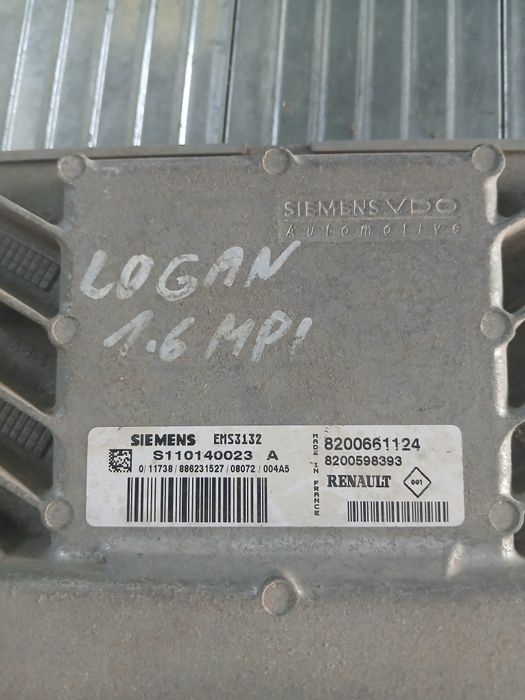 SIEMENS VDO
Automotive
LOGAN
1.6 MPI
SIEMENS EMS3132
S110140023 A
0/11738/886231527/08072/004A5
MADE IN FRANCE
8200661124
8200598393
RENAULT 001